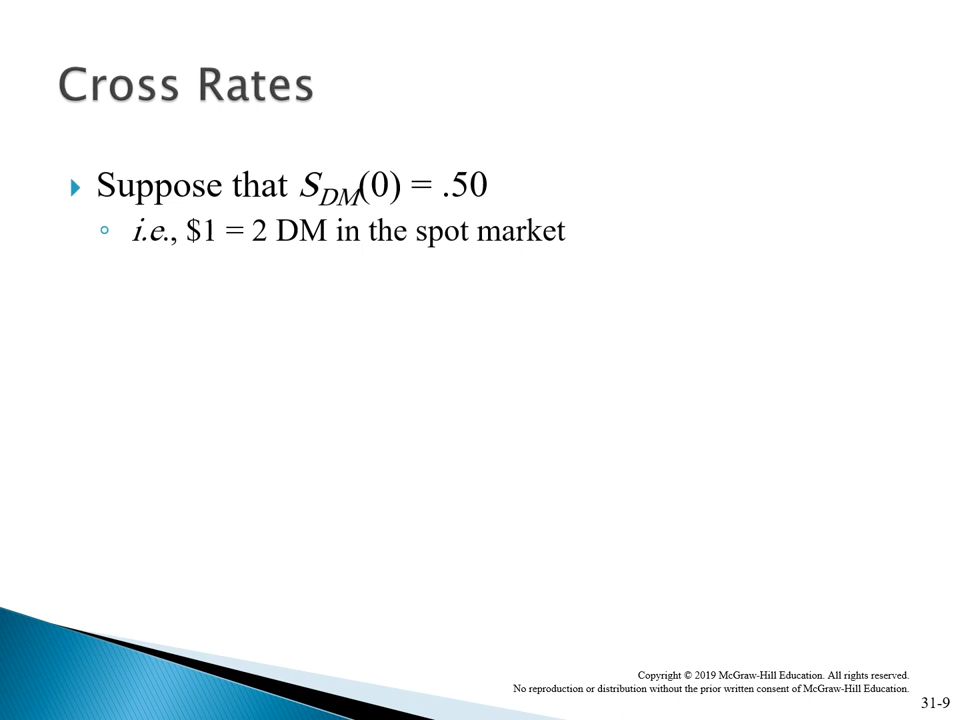 Cross Rates
Suppose that SDM(0) = .50
i.e., $1 = 2 DM in the spot market
Copyright © 2019 McGraw-Hill Education. All rights reserved.
No reproduction or distribution without the prior written consent of McGraw-Hill Education.
31-9